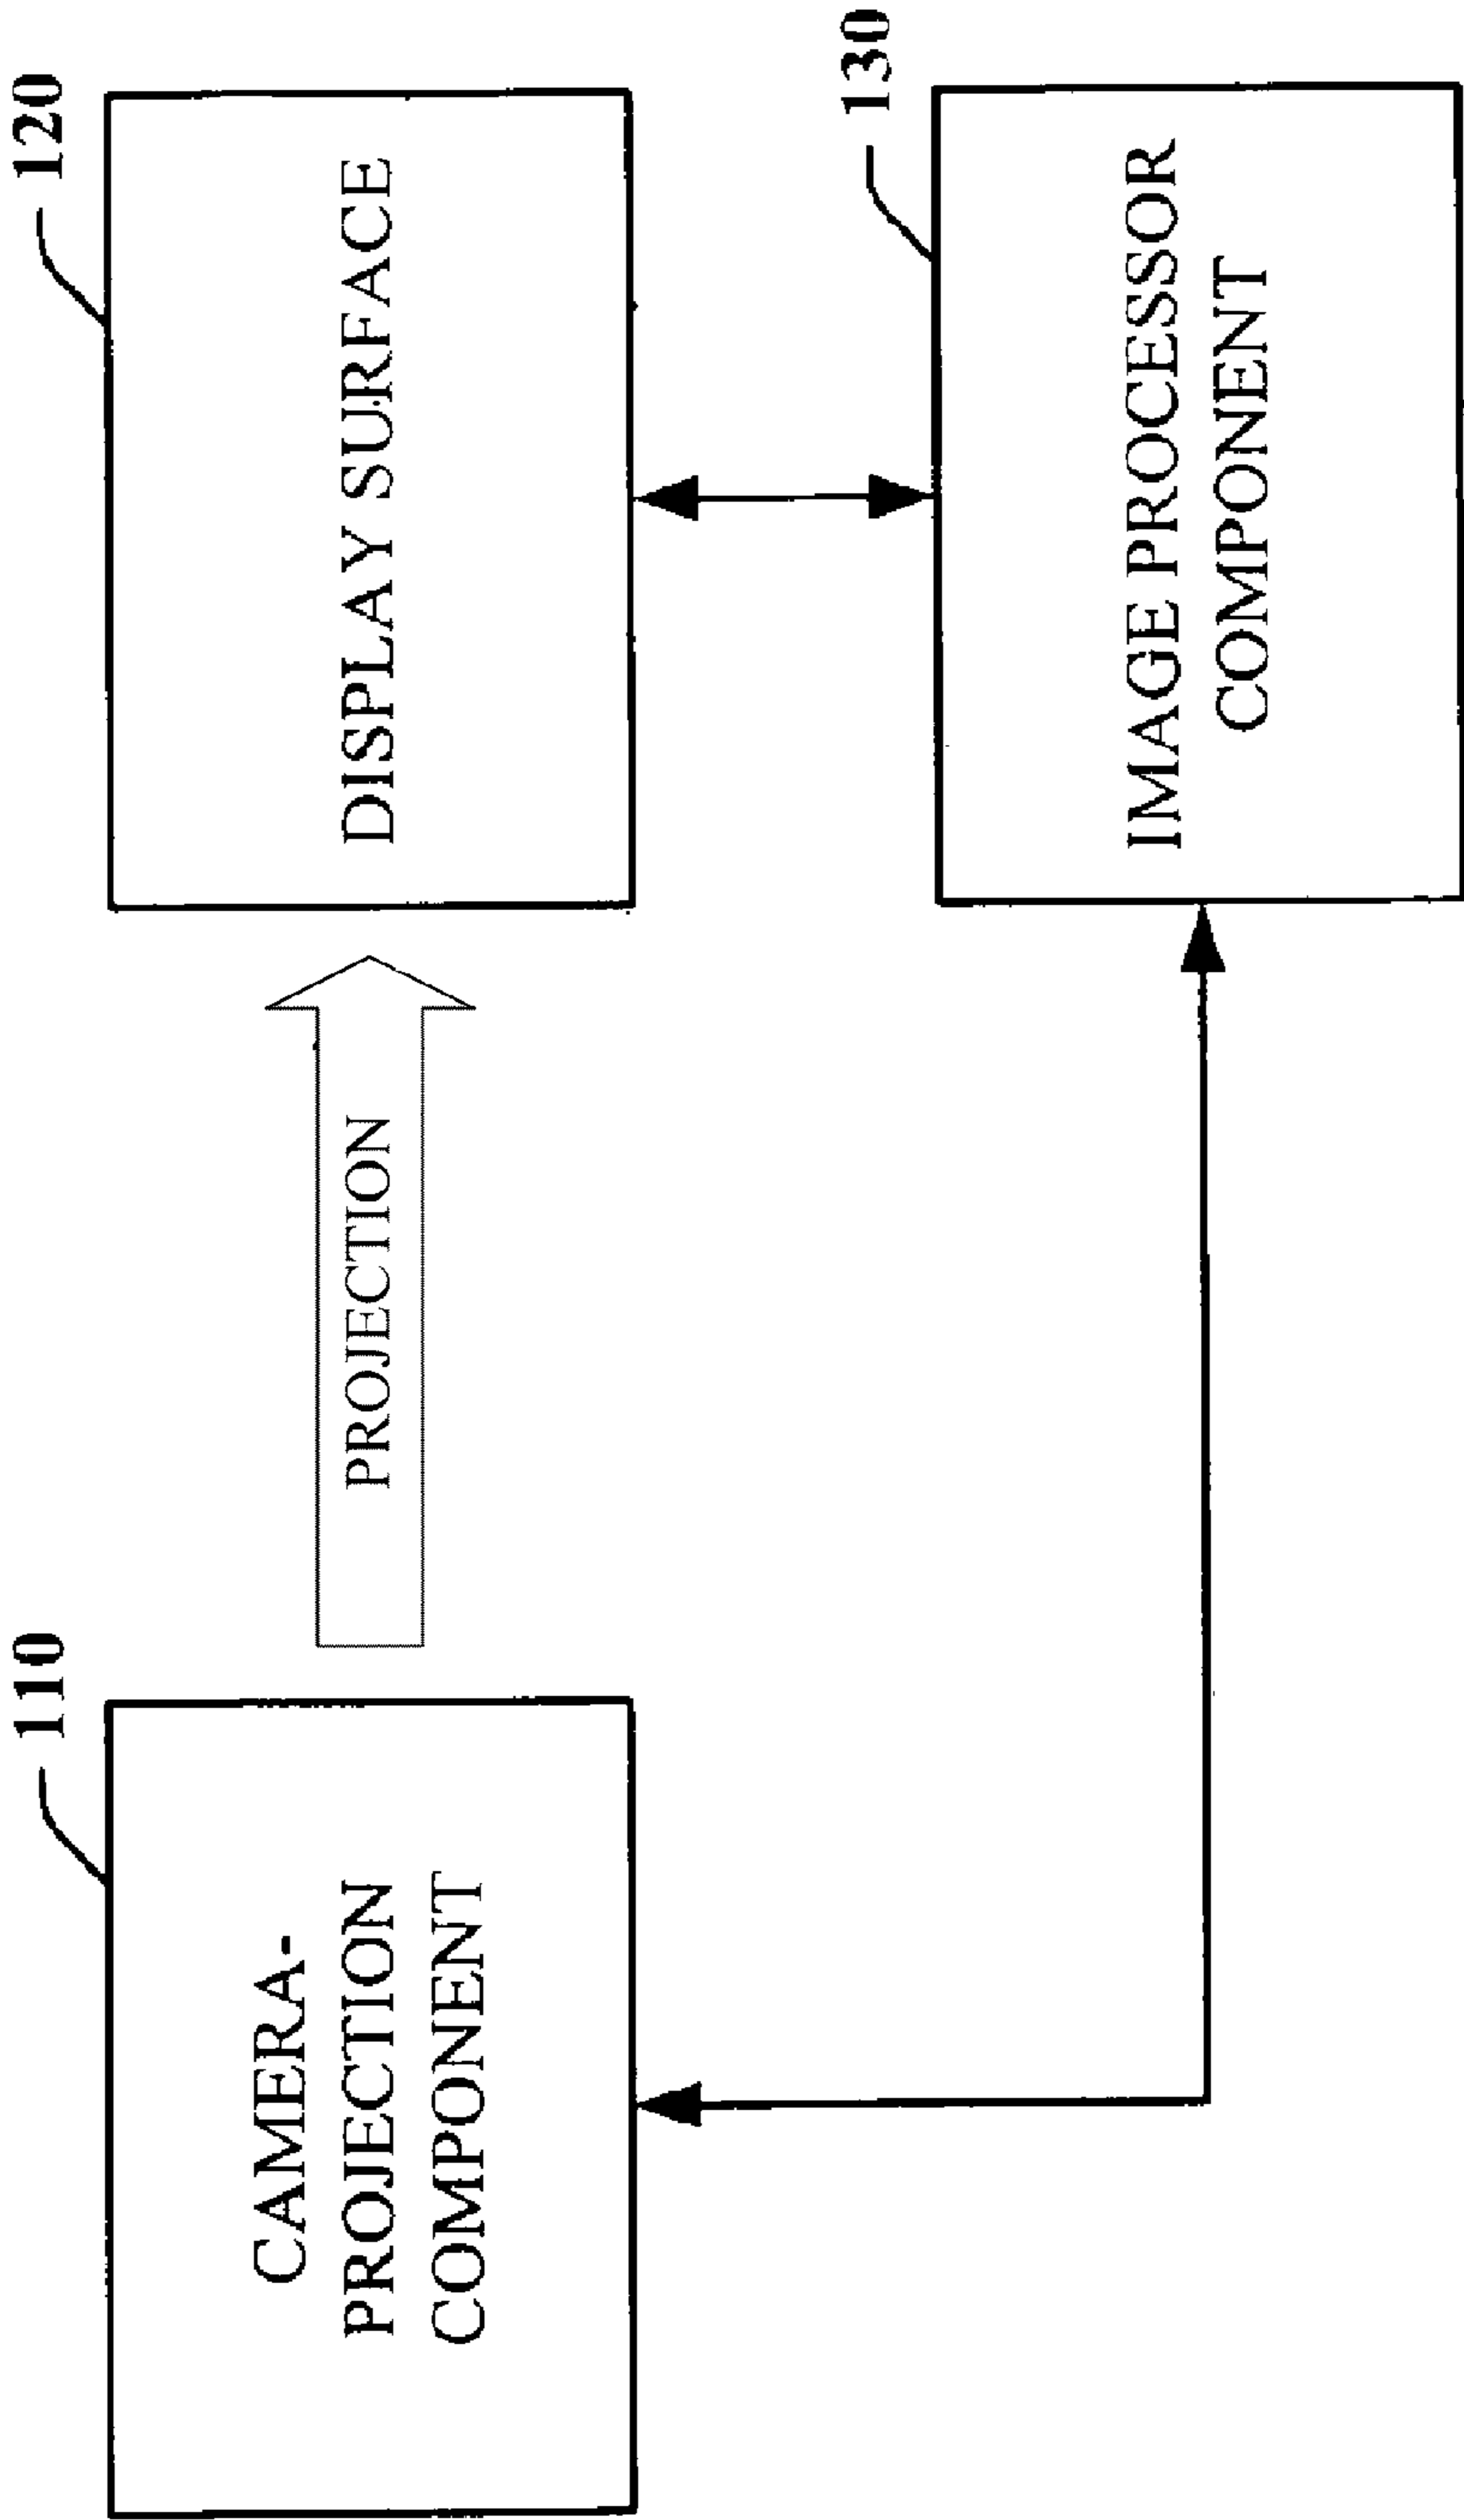 110
CAMERA-
PROJECTION
COMPONENT
PROJECTION
120
DISPLAY SURFACE
130
IMAGE PROCESSOR
COMPONENT